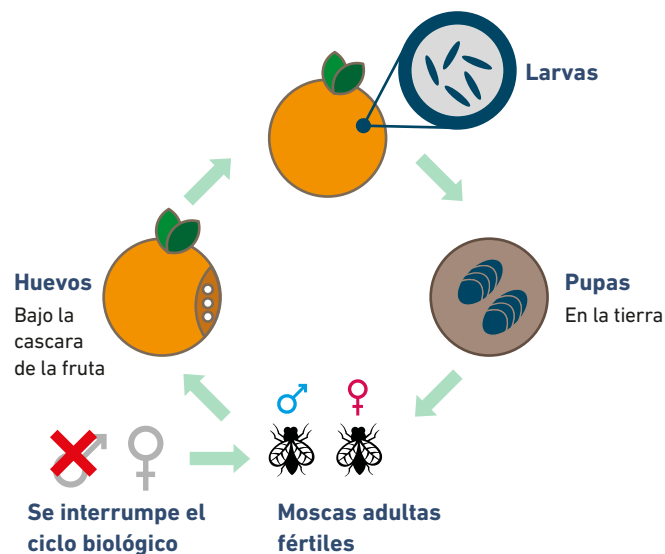 Larvas
Huevos
Bajo la
cascara
de la fruta
Pupas
En la tierra
Se interrumpe el
ciclo biológico
Moscas adultas
fértiles